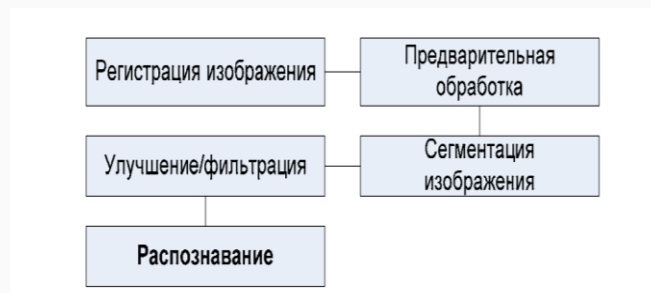 Регистрация изображения
Предварительная
обработка
Улучшение/фильтрация
Сегментация
изображения
Распознавание